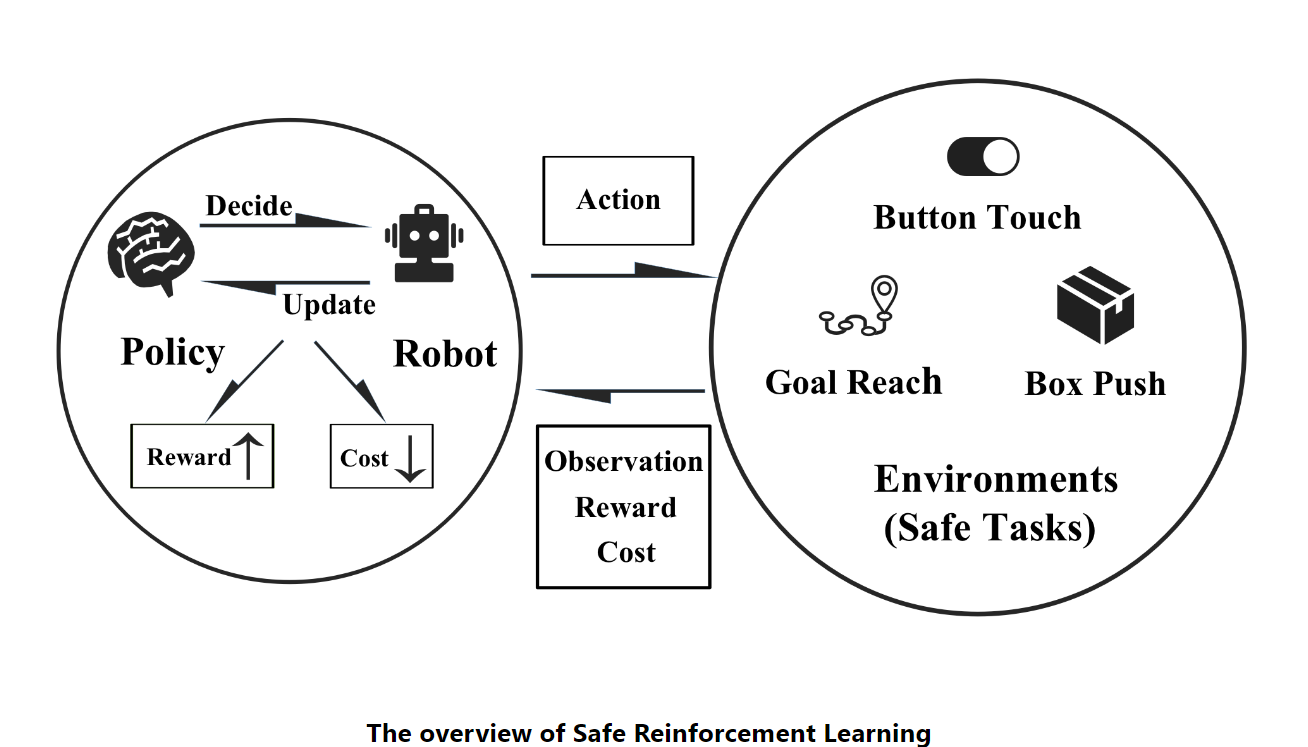 Decide
Update
Policy
Robot
Reward
Cost
Action
Observation
Reward
Cost
Button Touch
Goal Reach
Box Push
Environments
(Safe Tasks)
The overview of Safe Reinforcement Learning